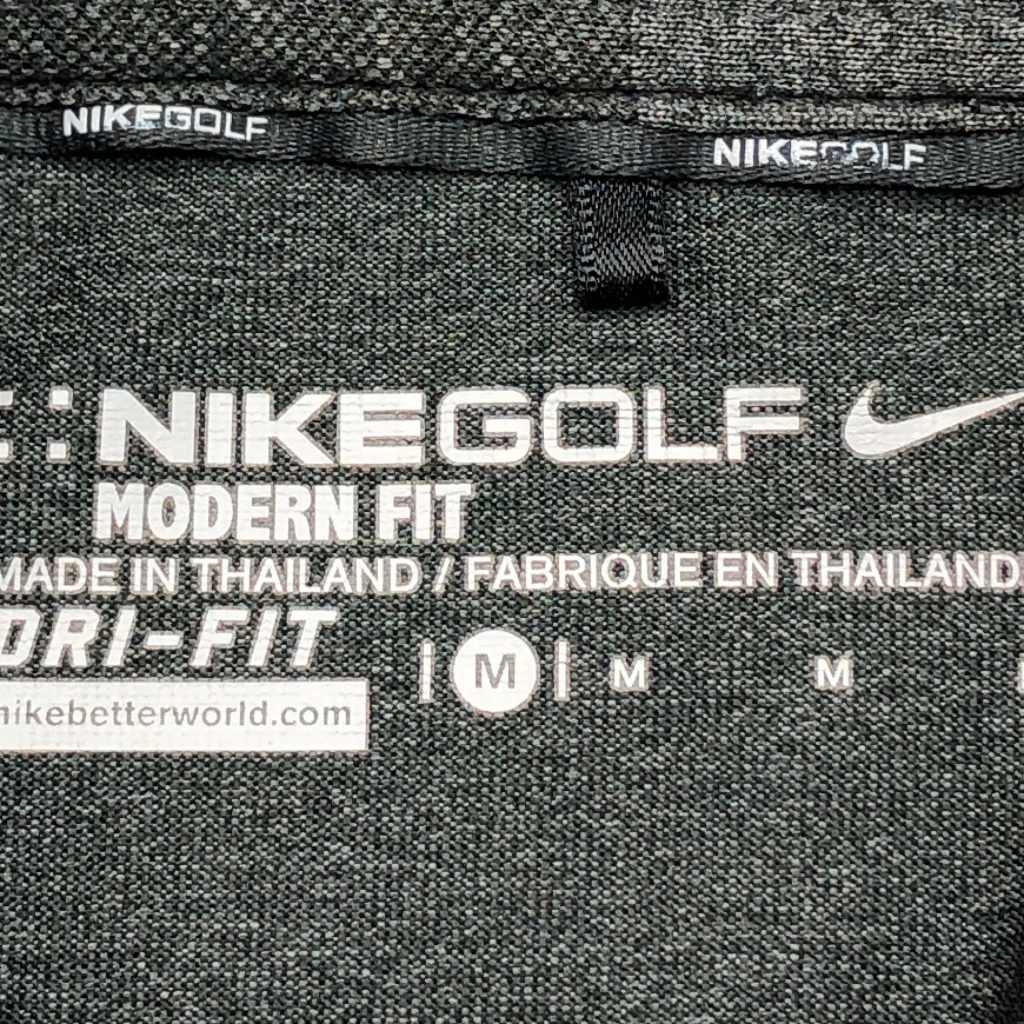 NIKEGOLF
NIKEGOLF
NIKEGOLF
MODERN FIT
MADE IN THAILAND / FABRIQUE EN THAILAND
DRI-FIT
M M M
nikebetterworld.com